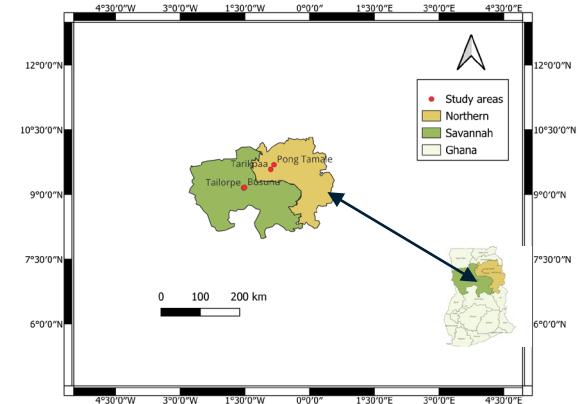 4°30'0"W 3°0'0"W 1°30'0"W 0°0'0"E 1°30'0"E 3°0'0"E 4°30'0"E
12°0'0"N 12°0'0"N
Study areas
Northern
Savannah
Ghana
10°30'0"N 10°30'0"N
Tarikpaa Pong Tamale
Tailorpe Busunu
9°0'0"N 9°0'0"N
7°30'0"N 7°30'0"N
0 100 200 km
6°0'0"N 6°0'0"N
4°30'0"W 3°0'0"W 1°30'0"W 0°0'0"E 1°30'0"E 3°0'0"E 4°30'0"E